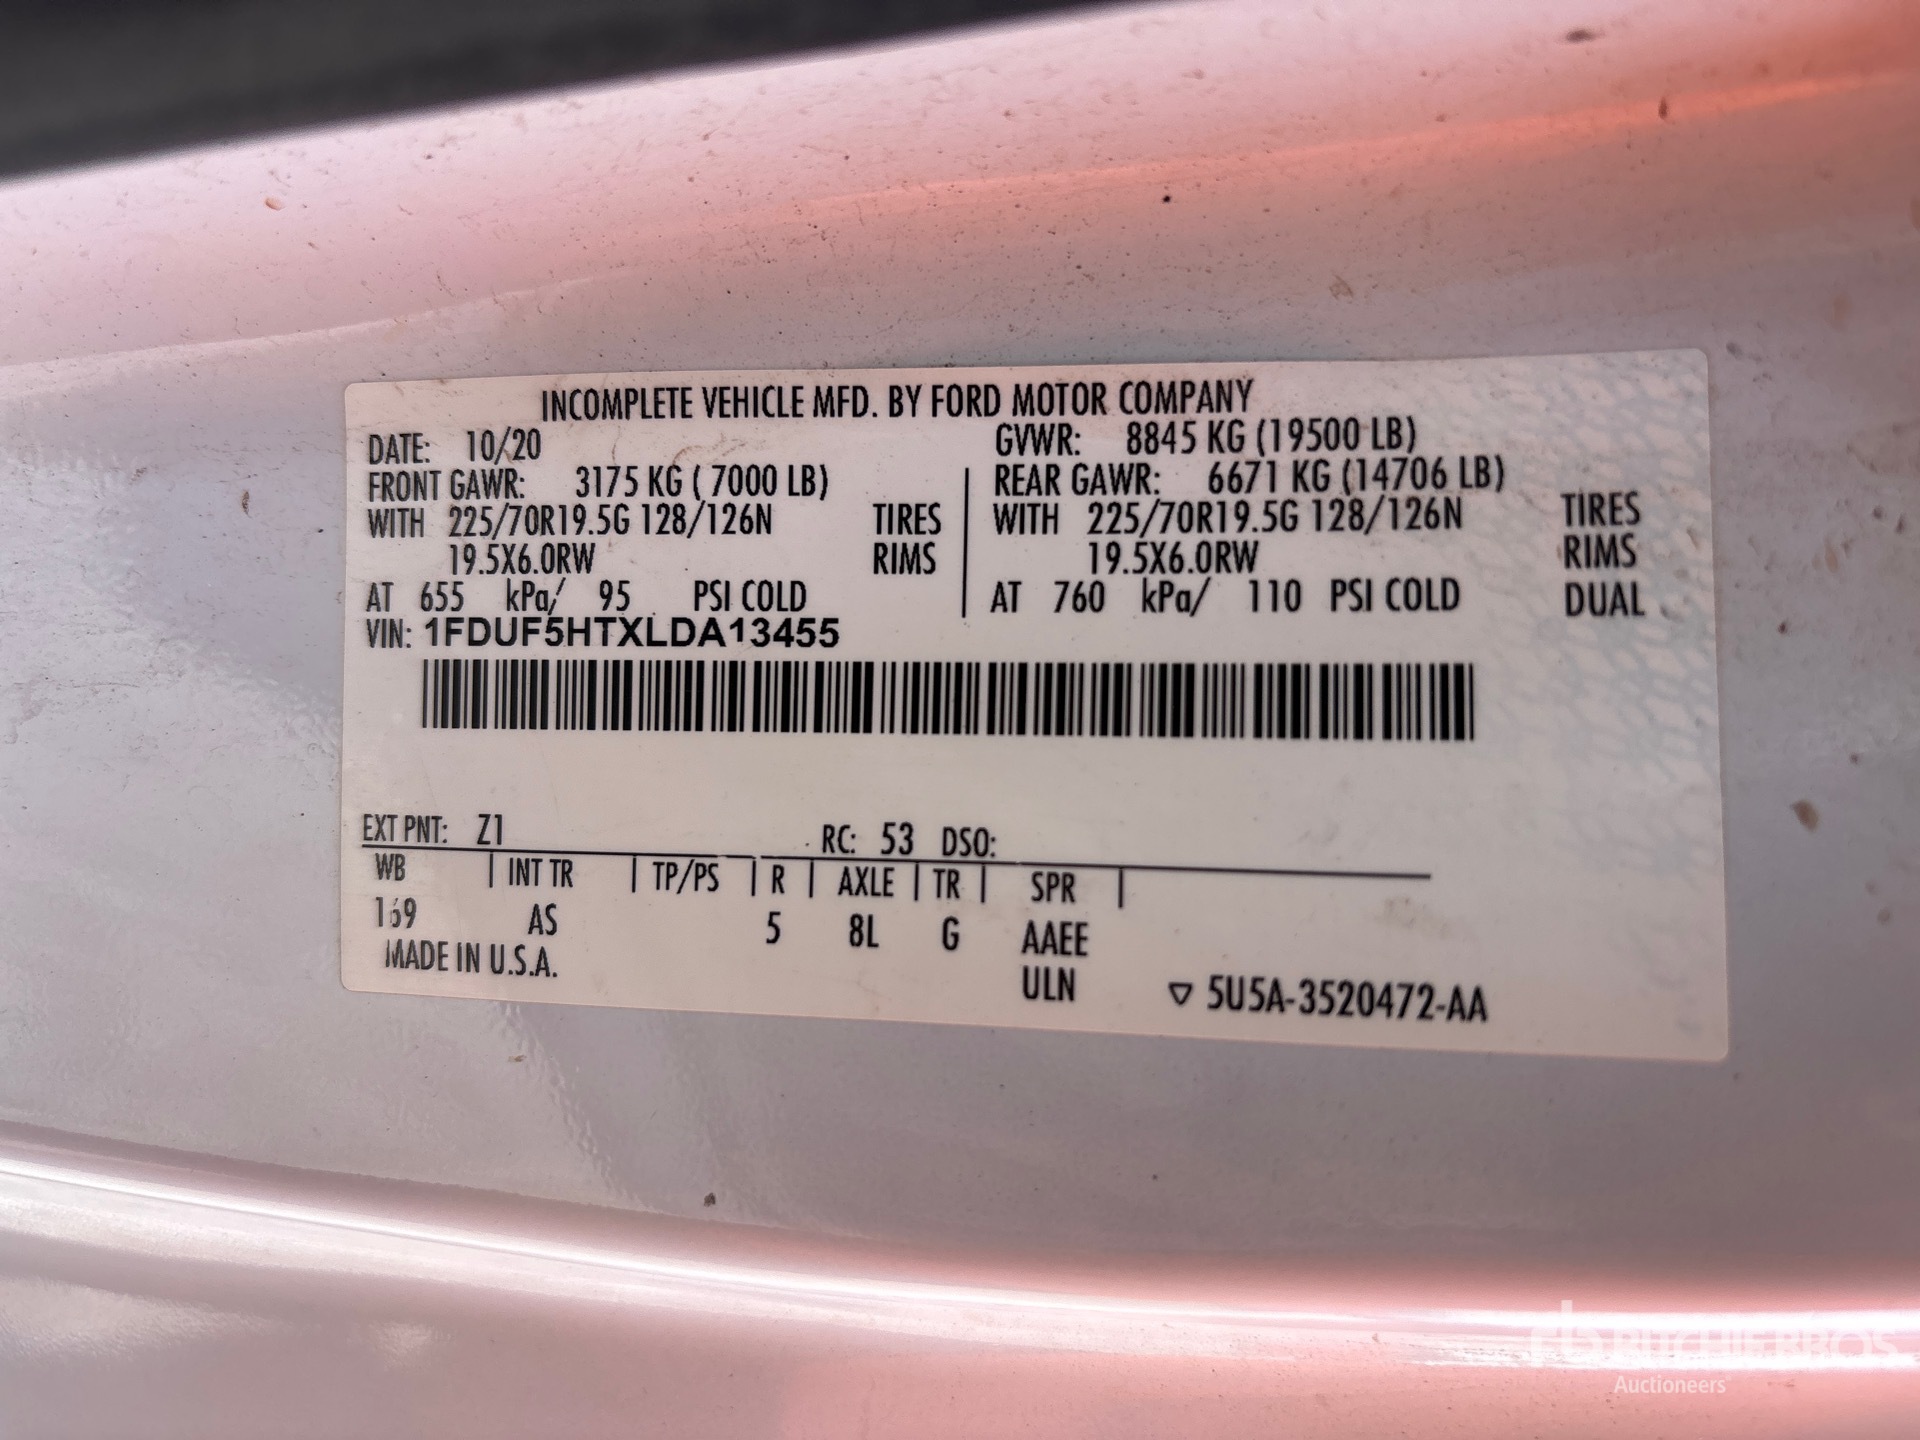 INCOMPLETE VEHICLE MFD. BY FORD MOTOR COMPANY
DATE: 10/20 GVWR: 8845 KG (19500 LB)
FRONT GAWR: 3175 KG ( 7000 LB) REAR GAWR: 6671 KG (14706 LB)
WITH 225/70R19.5G 128/126N TIRES WITH 225/70R19.5G 128/126N TIRES
19.5X6.0RW RIMS 19.5X6.0RW RIMS
AT 655 kPa/ 95 PSI COLD AT 760 kPa/ 110 PSI COLD DUAL
VIN: 1FDUF5HTXLDA13455
EXT PNT: Z1 RC: 53 DSO:
WB INT TR TP/PS R AXLE TR SPR
169 AS 5 8L G AAEE
MADE IN U.S.A. ULN ▽ 5U5A-3520472-AA
rb RITCHIE BROS.
Auctioneers